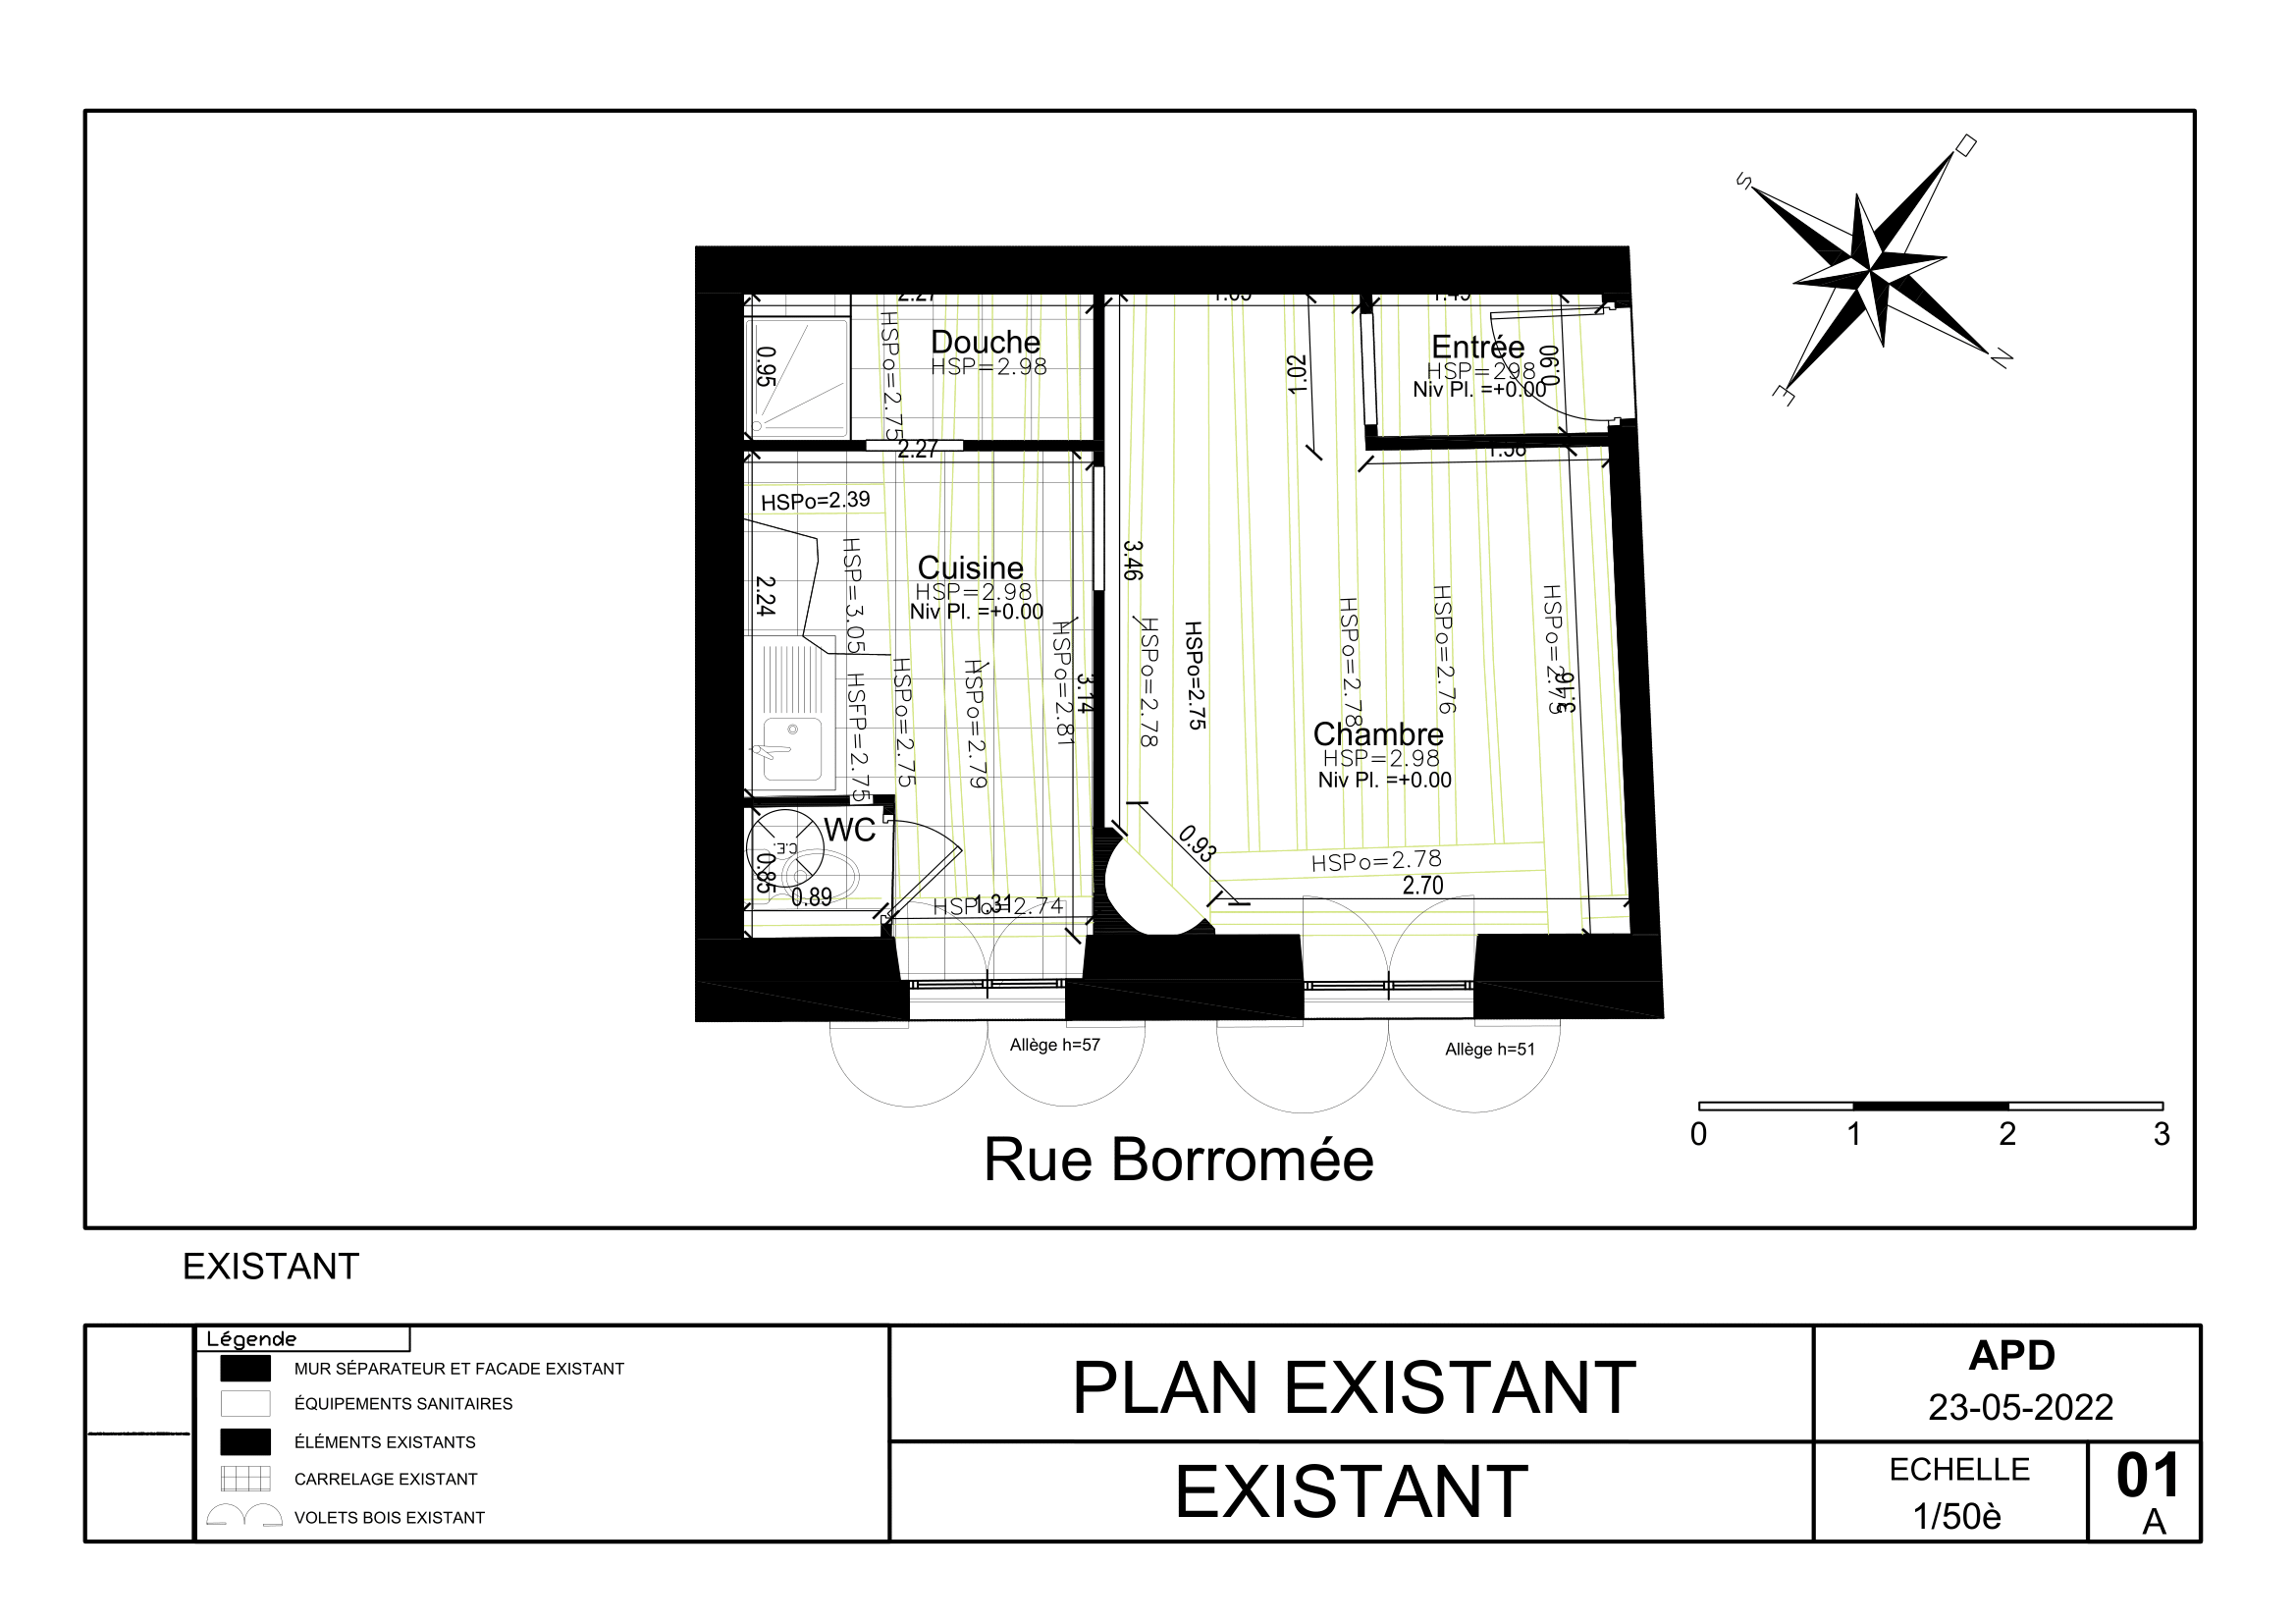 S
O
N
E
2.27
1.49
Douche
HSP=2.98
0.95
HSPo=2.75
Entrée
HSP=298
Niv Pl. =+0.00
0.90
1.02
2.27
HSPo=2.39
Cuisine
HSP=2.98
Niv Pl. =+0.00
2.24
HSP=3.05
HSFP=2.75
HSPo=2.75
HSPo=2.79
HSPo=2.81
3.14
3.46
HSPo=2.78
HSPo=2.75
HSPo=2.78
HSPo=2.76
HSPo=2.75
3.16
Chambre
HSP=2.98
Niv Pl. =+0.00
WC
C.E.
0.85
0.89
HSPo=2.74
1.31
0.93
HSPo=2.78
2.70
Allège h=57
Allège h=51
Rue Borromée
0 1 2 3
EXISTANT
Légende
MUR SÉPARATEUR ET FACADE EXISTANT
ÉQUIPEMENTS SANITAIRES
ÉLÉMENTS EXISTANTS
CARRELAGE EXISTANT
VOLETS BOIS EXISTANT
PLAN EXISTANT
EXISTANT
APD
23-05-2022
ECHELLE
1/50è
01
A